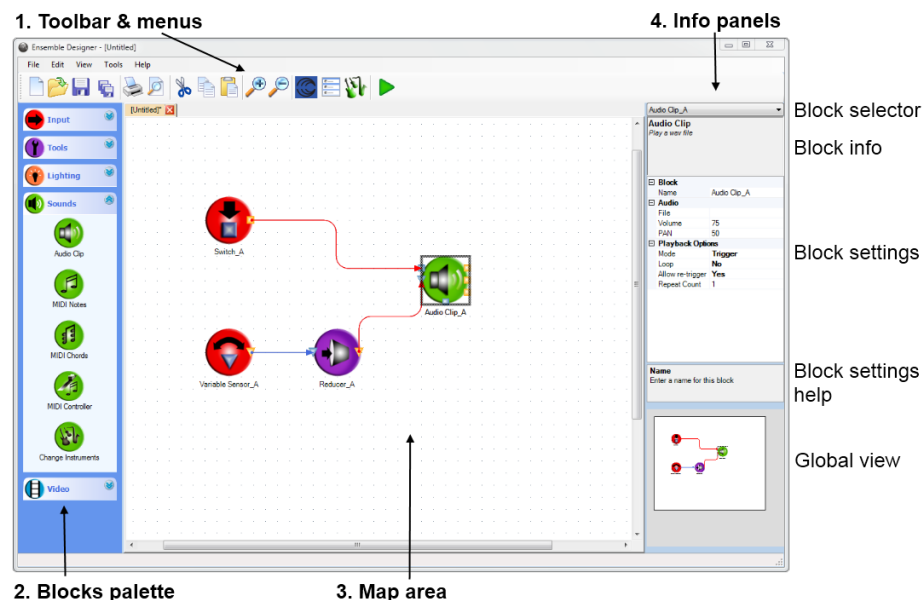 1. Toolbar & menus
4. Info panels
Ensemble Designer - [Untitled]
File Edit View Tools Help
[Untitled]*
Input
Tools
Lighting
Sounds
Audio Clip
MIDI Notes
MIDI Chords
MIDI Controller
Change Instruments
Video
Switch_A
Audio Clip_A
Variable Sensor_A
Reducer_A
Audio Clip_A
Audio Clip
Play a wav file
Block
Name Audio Clip_A
Audio
File
Volume 75
PAN 50
Playback Options
Mode Trigger
Loop No
Allow re-trigger Yes
Repeat Count 1
Name
Enter a name for this block
Block selector
Block info
Block settings
Block settings
help
Global view
2. Blocks palette
3. Map area